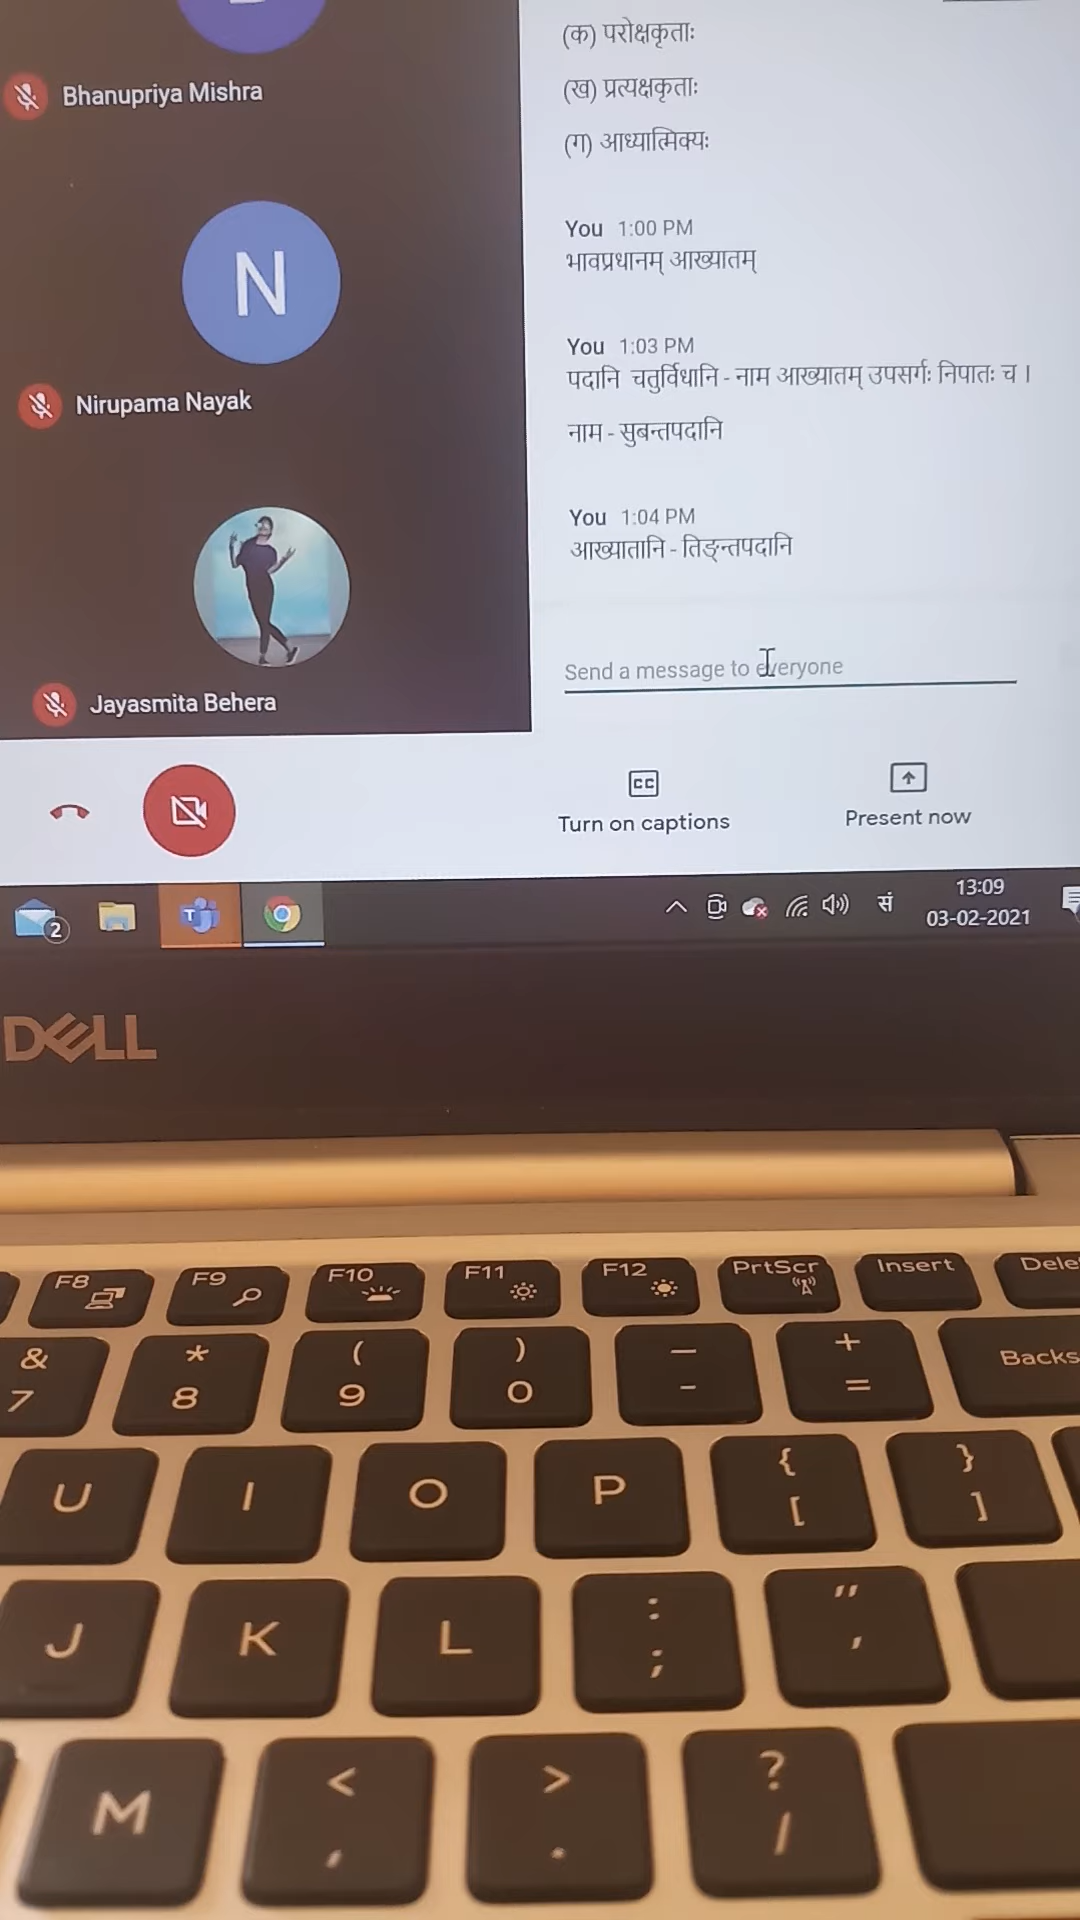 Bhanupriya Mishra
N
Nirupama Nayak
Jayasmita Behera
(क) परोक्षकृताः
(ख) प्रत्यक्षकृताः
(ग) आध्यात्मिक्यः
You 1:00 PM
भावप्रधानम् आख्यातम्
You 1:03 PM
पदानि चतुर्विधानि - नाम आख्यातम् उपसर्गः निपातः च ।
नाम - सुबन्तपदानि
You 1:04 PM
आख्यातानि - तिङ्न्तपदानि
Send a message to everyone
CC
Turn on captions
Present now
2
T
सं
13:09
03-02-2021
DELL
F8 F9 F10 F11 F12 PrtScr Insert Dele
& * ( ) — +
7 8 9 0 - =
Backs
U I O P { }
[ ]
J K L : "
; '
M < > ?
, . /